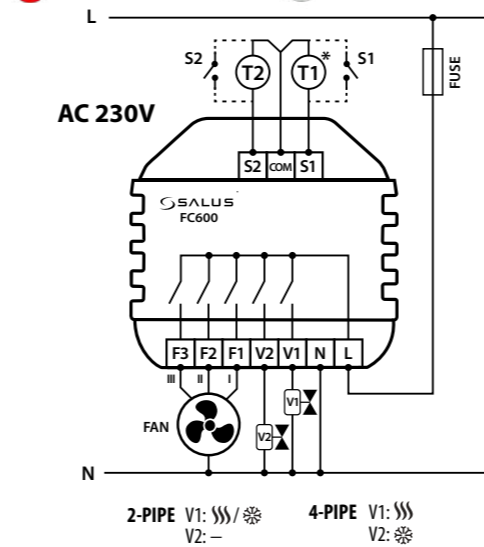 L
S2 T2 T1 * S1
FUSE
AC 230V
S2 COM S1
SALUS
FC600
F3 F2 F1 V2 V1 N L
III II I
V1
FAN
V2
N
2-PIPE V1: /
V2: –
4-PIPE V1:
V2: